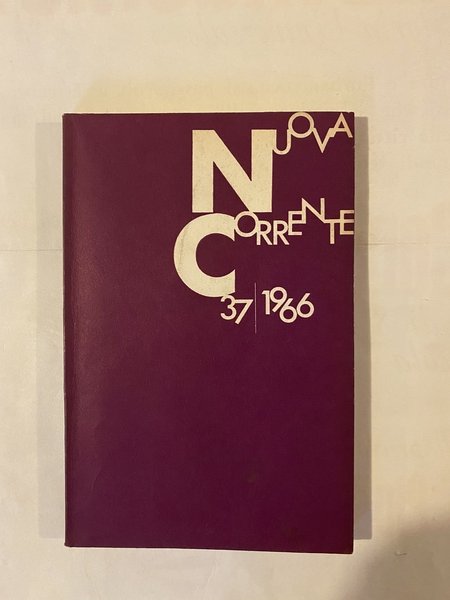 NUOVA
CORRENTE
37 | 1966